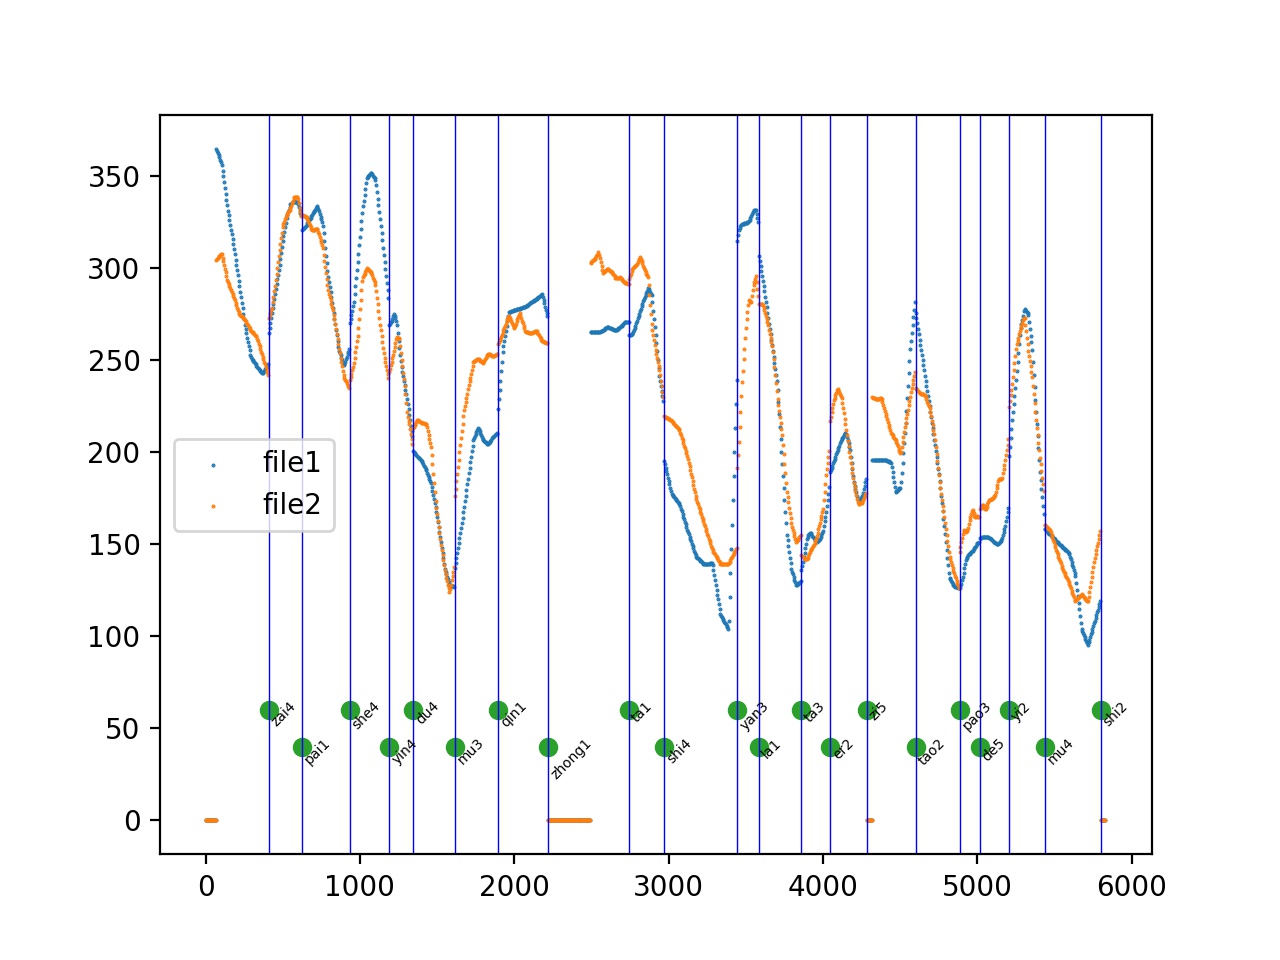 350
300
250
200
150
100
50
0
file1
file2
zai4
pai1
she4
yin4
du4
mu3
qin1
zhong1
ta1
shi4
yan3
la1
ta3
er2
zi5
tao2
pao3
de5
yi2
mu4
shi2
0 1000 2000 3000 4000 5000 6000